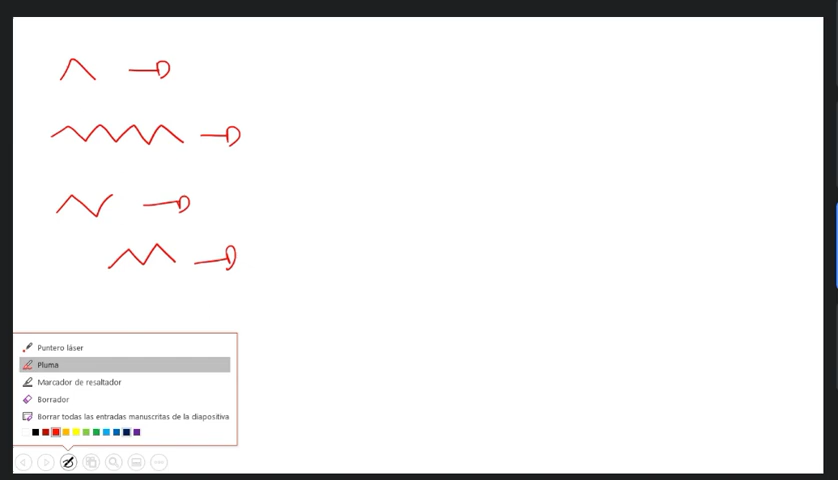 Puntero láser
Pluma
Marcador de resaltador
Borrador
Borrar todas las entradas manuscritas de la diapositiva